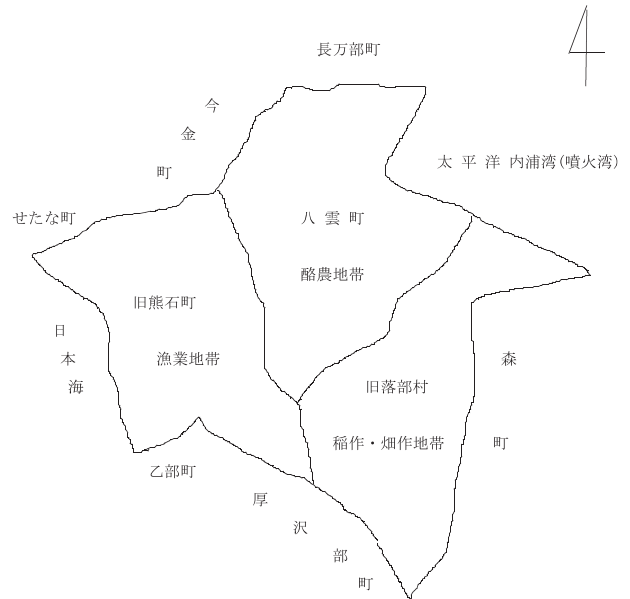 長万部町
今金町
太 平 洋 内浦湾(噴火湾)
せたな町
八 雲 町
酪農地帯
旧熊石町
漁業地帯
日本海
森町
旧落部村
稲作・畑作地帯
乙部町
厚沢部町